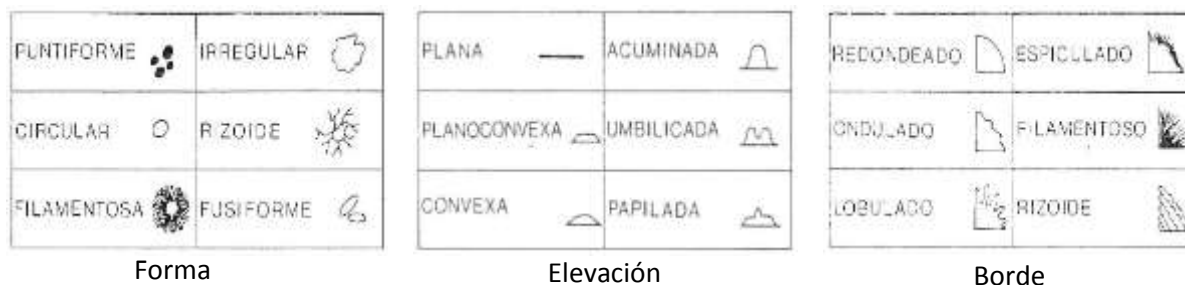 PUNTIFORME IRREGULAR
CIRCULAR RIZOIDE
FILAMENTOSA FUSIFORME
Forma
PLANA ACUMINADA
PLANOCONVEXA UMBILICADA
CONVEXA PAPILADA
Elevación
REDONDEADO ESPICULADO
ONDULADO FILAMENTOSO
LOBULADO RIZOIDE
Borde